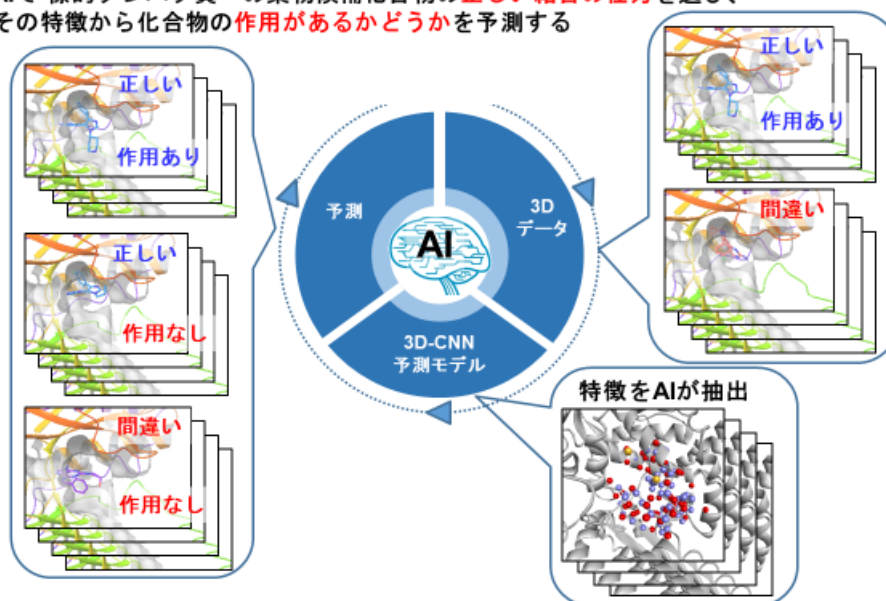 その特徴から化合物の作用があるかどうかを予測する
正しい
作用あり
正しい
作用なし
間違い
作用なし
予測
AI
3D
データ
3D-CNN
予測モデル
正しい
作用あり
間違い
特徴をAIが抽出